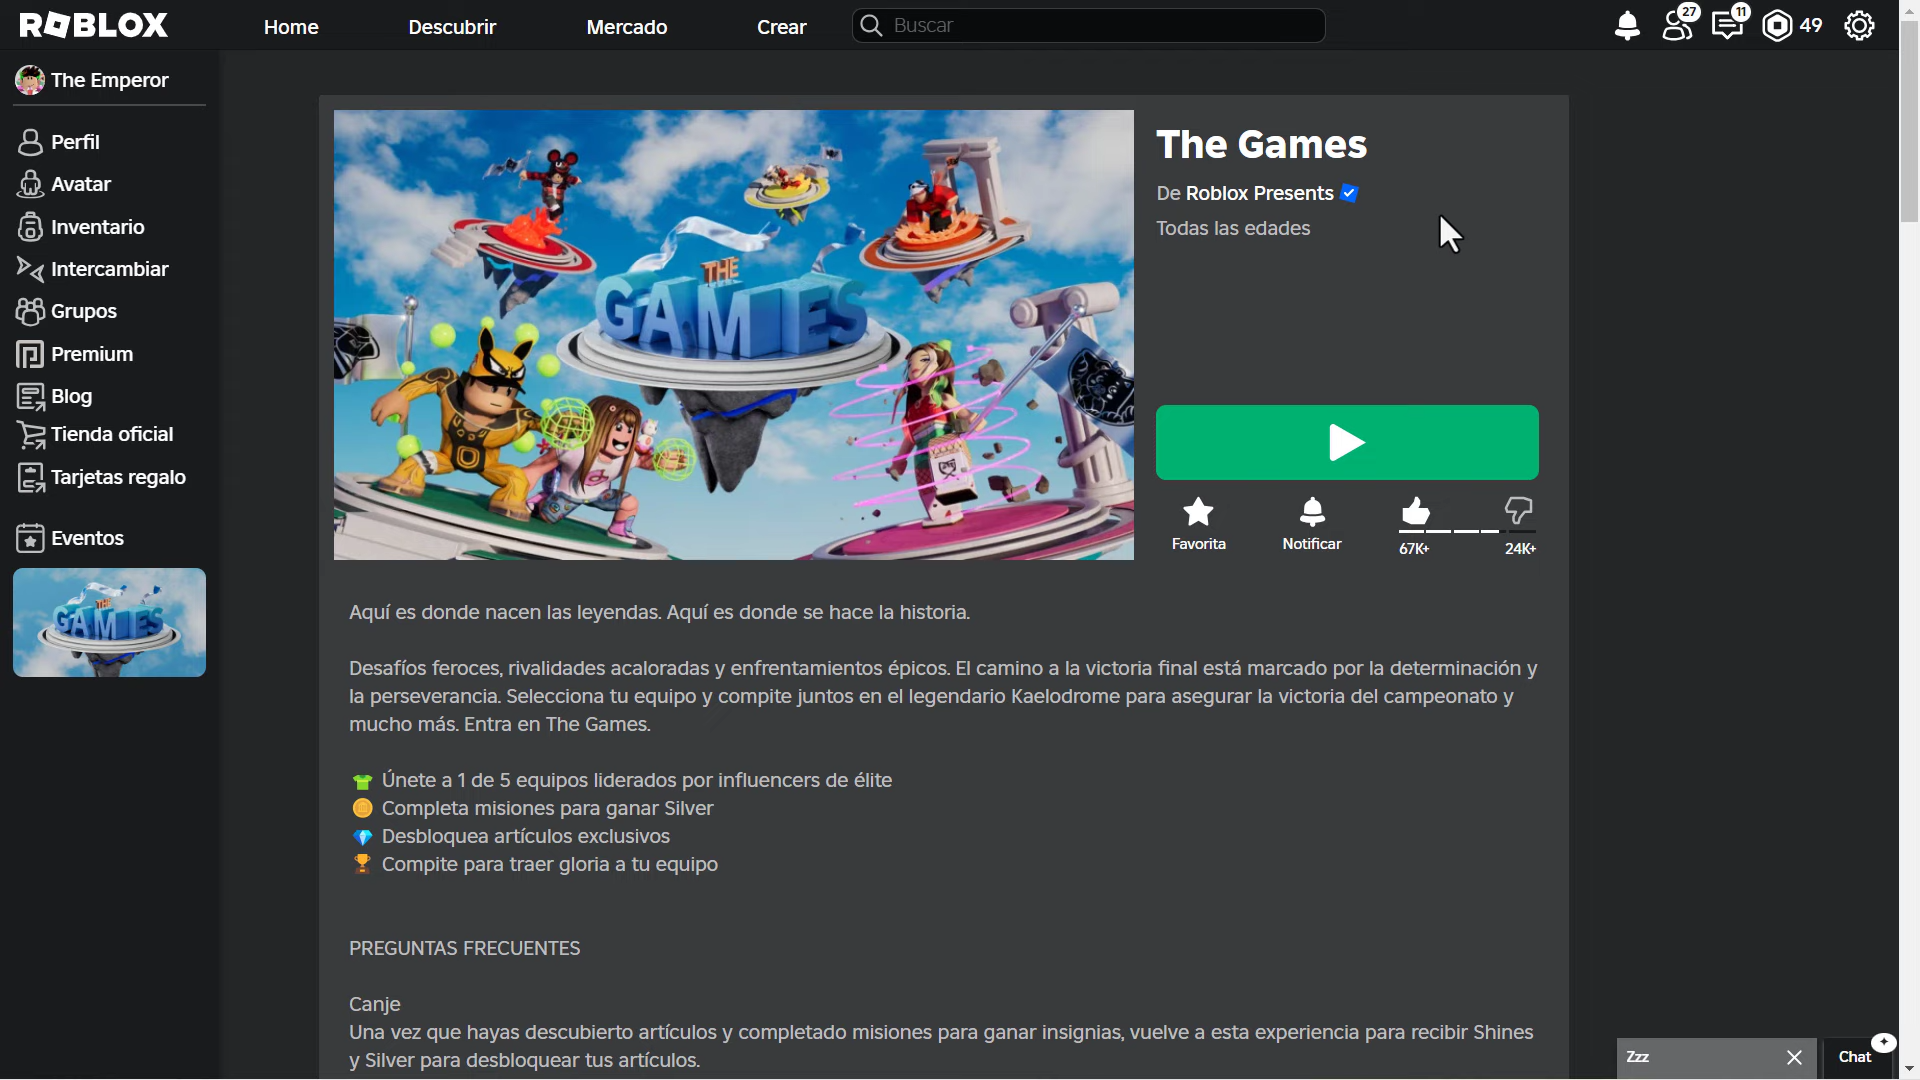 ROBLOX
Home
Descubrir
Mercado
Crear
Buscar
27
11
49
The Emperor
Perfil
Avatar
Inventario
Intercambiar
Grupos
Premium
Blog
Tienda oficial
Tarjetas regalo
Eventos
THE
GAMES
THE
GAMES
The Games
De Roblox Presents
Todas las edades
Favorita
Notificar
67K+
24K+
Aquí es donde nacen las leyendas. Aquí es donde se hace la historia.
Desafíos feroces, rivalidades acaloradas y enfrentamientos épicos. El camino a la victoria final está marcado por la determinación y
la perseverancia. Selecciona tu equipo y compite juntos en el legendario Kaelodrome para asegurar la victoria del campeonato y
mucho más. Entra en The Games.
Únete a 1 de 5 equipos liderados por influencers de élite
Completa misiones para ganar Silver
Desbloquea artículos exclusivos
Compite para traer gloria a tu equipo
PREGUNTAS FRECUENTES
Canje
Una vez que hayas descubierto artículos y completado misiones para ganar insignias, vuelve a esta experiencia para recibir Shines
y Silver para desbloquear tus artículos.
Zzz
Chat